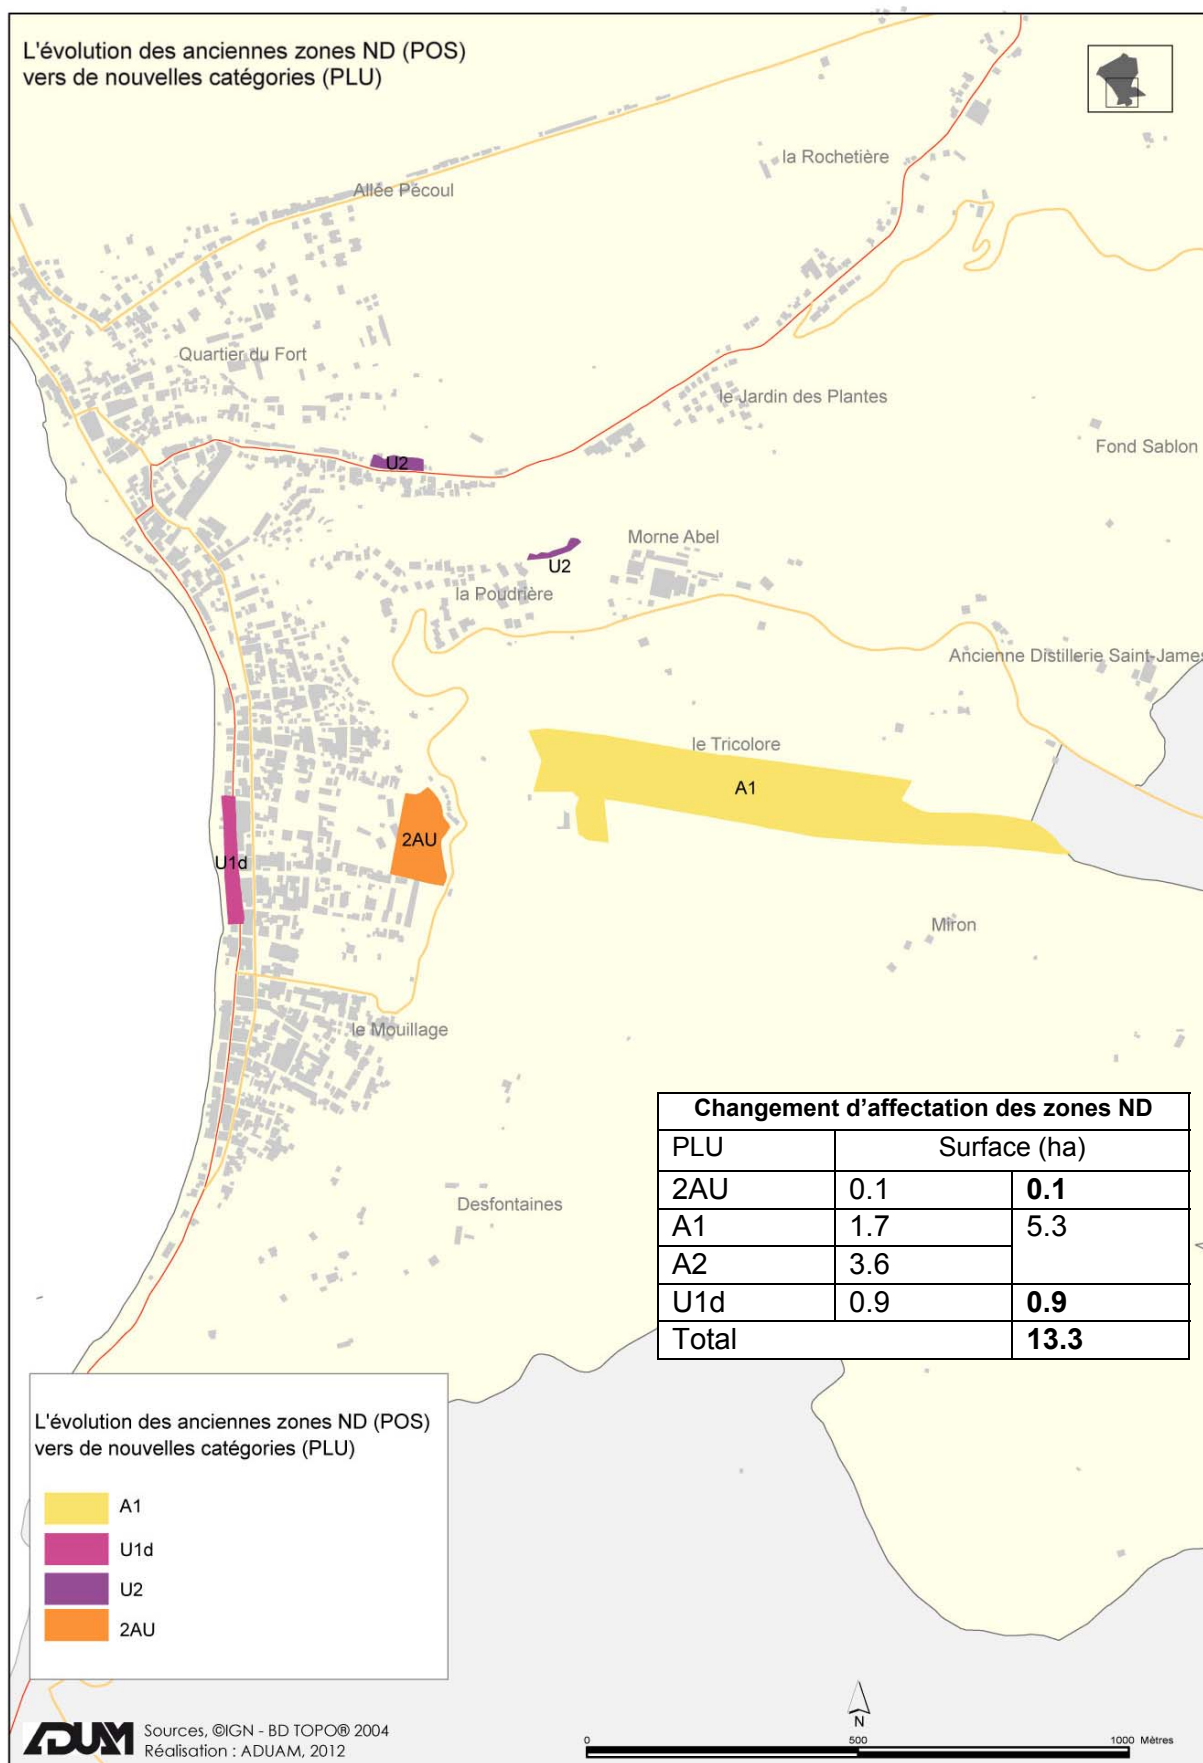 L'évolution des anciennes zones ND (POS)
vers de nouvelles catégories (PLU)
la Rochetière
Allée Pécoul
Quartier du Fort
le Jardin des Plantes
Fond Sablon
U2
Morne Abel
U2
la Poudrière
Ancienne Distillerie Saint-James
le Tricolore
A1
2AU
U1d
Miron
le Mouillage
Changement d’affectation des zones ND
PLU Surface (ha)
2AU 0.1 0.1
A1 1.7 5.3
A2 3.6
U1d 0.9 0.9
Total 13.3
Desfontaines
L'évolution des anciennes zones ND (POS)
vers de nouvelles catégories (PLU)
A1
U1d
U2
2AU
ADUAM
Sources, ©IGN - BD TOPO® 2004
Réalisation : ADUAM, 2012
N
0 500 1000 Mètres